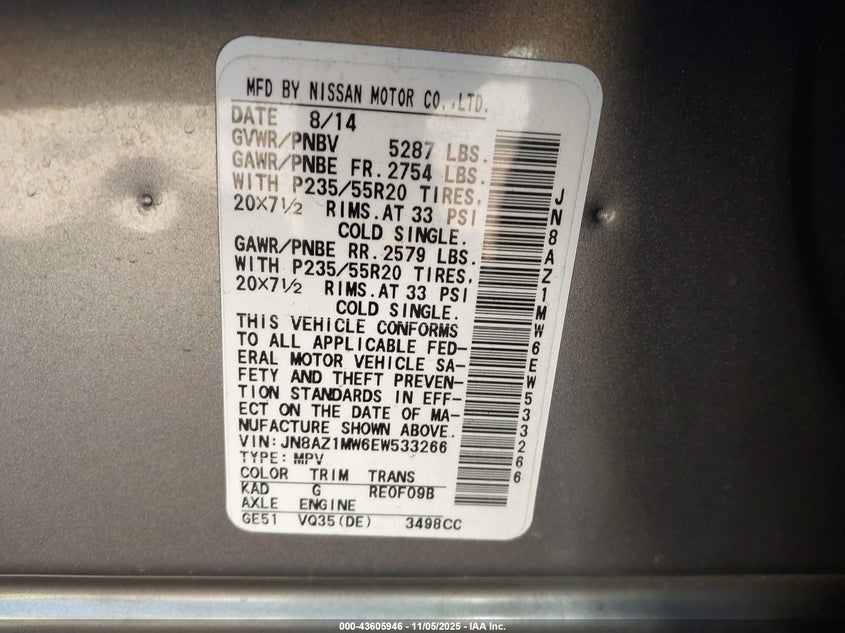 MFD BY NISSAN MOTOR CO.,LTD.
DATE 8/14
GVWR/PNBV 5287 LBS.
GAWR/PNBE FR. 2754 LBS.
WITH P235/55R20 TIRES,
20×7½ RIMS.AT 33 PSI
COLD SINGLE.
GAWR/PNBE RR. 2579 LBS.
WITH P235/55R20 TIRES,
20×7½ RIMS.AT 33 PSI
COLD SINGLE.
THIS VEHICLE CONFORMS
TO ALL APPLICABLE FED-
ERAL MOTOR VEHICLE SA-
FETY AND THEFT PREVEN-
TION STANDARDS IN EFF-
ECT ON THE DATE OF MA-
NUFACTURE SHOWN ABOVE.
VIN:JN8AZ1MW6EW533266
TYPE: MPV
COLOR TRIM TRANS
KAD G RE0F09B
AXLE ENGINE
GE51 VQ35(DE) 3498CC
JN8AZ1MW6EW533266
000-43605946 - 11/05/2025 - IAA Inc.